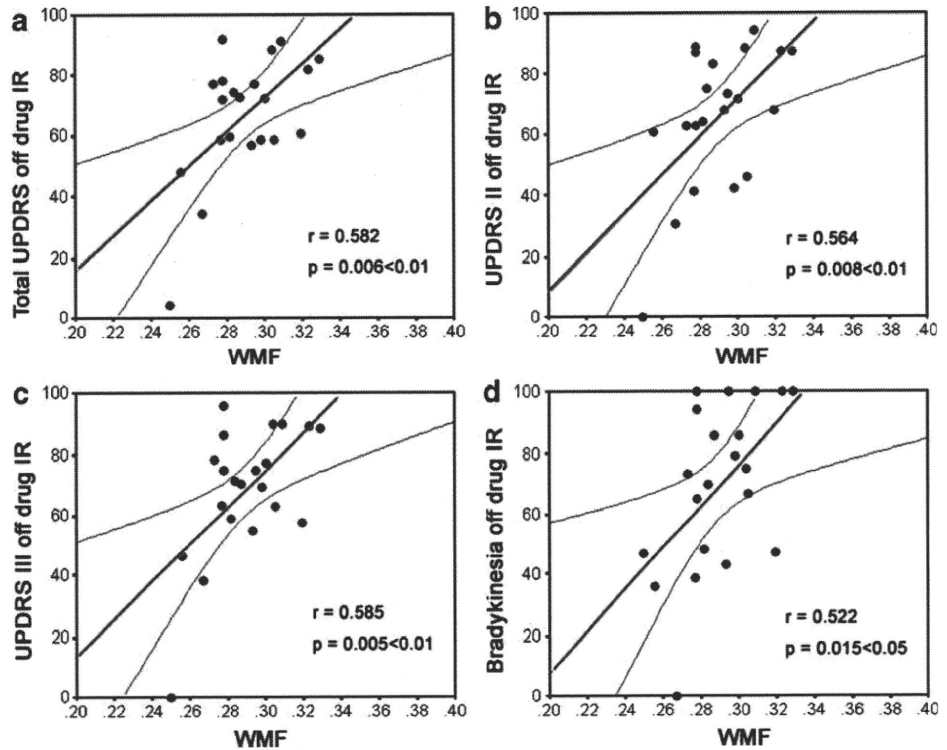 a
Total UPDRS off drug IR
100
80
60
40
20
0
.20 .22 .24 .26 .28 .30 .32 .34 .36 .38 .40
WMF
r = 0.582
p = 0.006<0.01
b
UPDRS II off drug IR
100
80
60
40
20
0
.20 .22 .24 .26 .28 .30 .32 .34 .36 .38 .40
WMF
r = 0.564
p = 0.008<0.01
c
UPDRS III off drug IR
100
80
60
40
20
0
.20 .22 .24 .26 .28 .30 .32 .34 .36 .38 .40
WMF
r = 0.585
p = 0.005<0.01
d
Bradykinesia off drug IR
100
80
60
40
20
0
.20 .22 .24 .26 .28 .30 .32 .34 .36 .38 .40
WMF
r = 0.522
p = 0.015<0.05